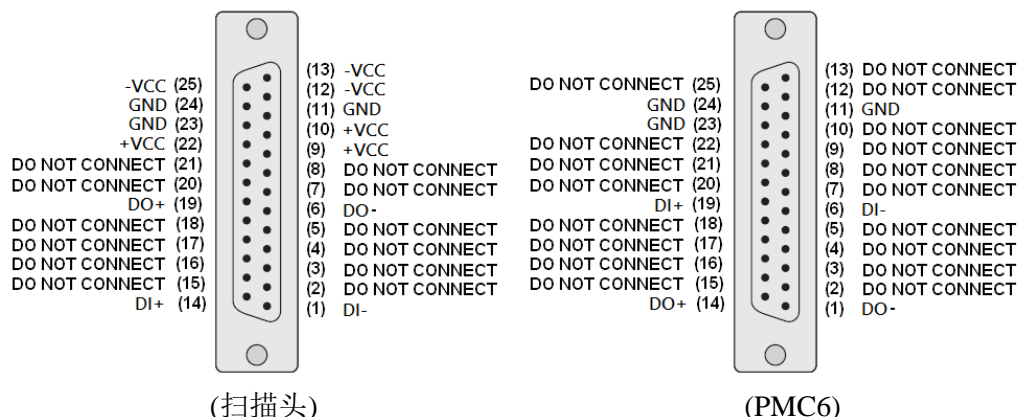 -VCC (25)
GND (24)
GND (23)
+VCC (22)
DO NOT CONNECT (21)
DO NOT CONNECT (20)
DO+ (19)
DO NOT CONNECT (18)
DO NOT CONNECT (17)
DO NOT CONNECT (16)
DO NOT CONNECT (15)
DI+ (14)
(13) -VCC
(12) -VCC
(11) GND
(10) +VCC
(9) +VCC
(8) DO NOT CONNECT
(7) DO NOT CONNECT
(6) DO-
(5) DO NOT CONNECT
(4) DO NOT CONNECT
(3) DO NOT CONNECT
(2) DO NOT CONNECT
(1) DI-
(扫描头)
DO NOT CONNECT (25)
GND (24)
GND (23)
DO NOT CONNECT (22)
DO NOT CONNECT (21)
DO NOT CONNECT (20)
DI+ (19)
DO NOT CONNECT (18)
DO NOT CONNECT (17)
DO NOT CONNECT (16)
DO NOT CONNECT (15)
DO+ (14)
(13) DO NOT CONNECT
(12) DO NOT CONNECT
(11) GND
(10) DO NOT CONNECT
(9) DO NOT CONNECT
(8) DO NOT CONNECT
(7) DO NOT CONNECT
(6) DI-
(5) DO NOT CONNECT
(4) DO NOT CONNECT
(3) DO NOT CONNECT
(2) DO NOT CONNECT
(1) DO-
(PMC6)